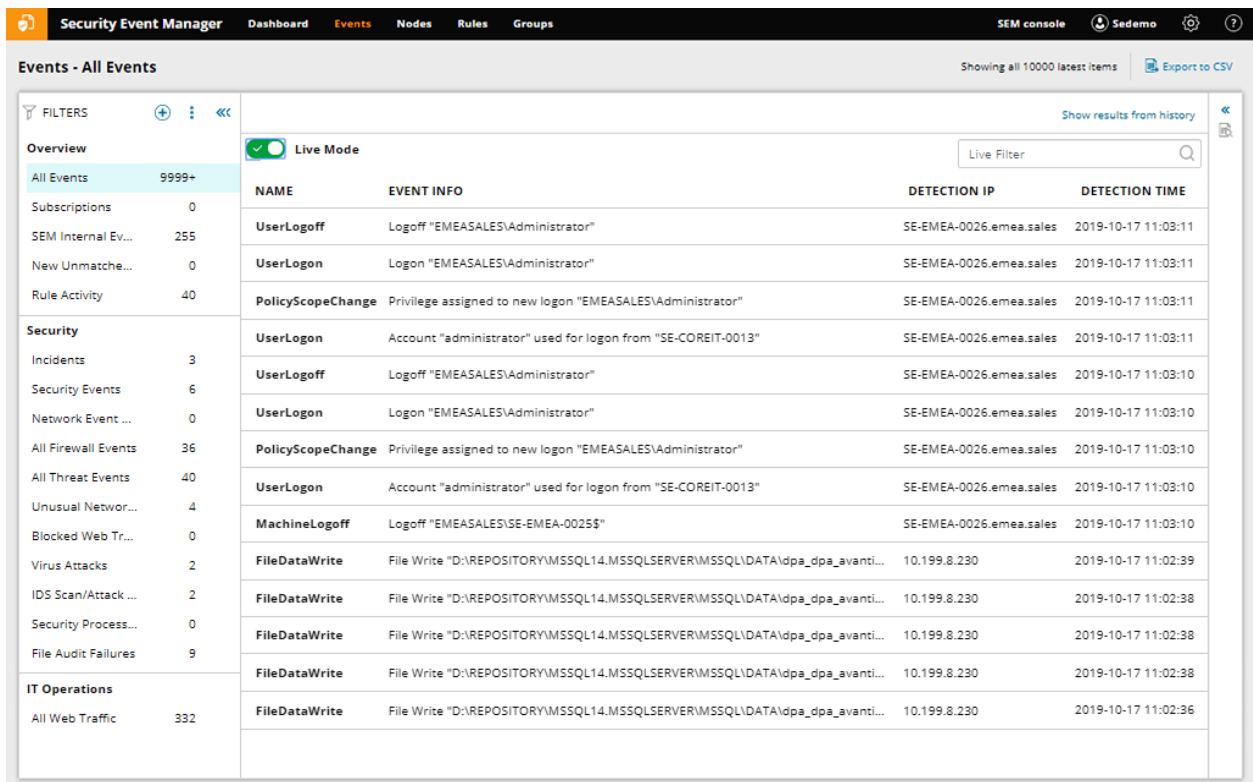 Security Event Manager Dashboard Events Nodes Rules Groups SEM console Sedemo
Events - All Events Showing all 10000 latest items Export to CSV
FILTERS
Show results from history
Overview
Live Mode Live Filter
All Events 9999+
Subscriptions 0
SEM Internal Ev... 255
New Unmatche... 0
Rule Activity 40
Security
Incidents 3
Security Events 6
Network Event ... 0
All Firewall Events 36
All Threat Events 40
Unusual Networ... 4
Blocked Web Tr... 0
Virus Attacks 2
IDS Scan/Attack ... 2
Security Process... 0
File Audit Failures 9
IT Operations
All Web Traffic 332
NAME EVENT INFO DETECTION IP DETECTION TIME
UserLogoff Logoff "EMEASALES\Administrator" SE-EMEA-0026.emea.sales 2019-10-17 11:03:11
UserLogon Logon "EMEASALES\Administrator" SE-EMEA-0026.emea.sales 2019-10-17 11:03:11
PolicyScopeChange Privilege assigned to new logon "EMEASALES\Administrator" SE-EMEA-0026.emea.sales 2019-10-17 11:03:11
UserLogon Account "administrator" used for logon from "SE-COREIT-0013" SE-EMEA-0026.emea.sales 2019-10-17 11:03:11
UserLogoff Logoff "EMEASALES\Administrator" SE-EMEA-0026.emea.sales 2019-10-17 11:03:10
UserLogon Logon "EMEASALES\Administrator" SE-EMEA-0026.emea.sales 2019-10-17 11:03:10
PolicyScopeChange Privilege assigned to new logon "EMEASALES\Administrator" SE-EMEA-0026.emea.sales 2019-10-17 11:03:10
UserLogon Account "administrator" used for logon from "SE-COREIT-0013" SE-EMEA-0026.emea.sales 2019-10-17 11:03:10
MachineLogoff Logoff "EMEASALES\SE-EMEA-0025$" SE-EMEA-0026.emea.sales 2019-10-17 11:03:10
FileDataWrite File Write "D:\REPOSITORY\MSSQL14.MSSQLSERVER\MSSQL\DATA\dpa_dpa_avanti... 10.199.8.230 2019-10-17 11:02:39
FileDataWrite File Write "D:\REPOSITORY\MSSQL14.MSSQLSERVER\MSSQL\DATA\dpa_dpa_avanti... 10.199.8.230 2019-10-17 11:02:38
FileDataWrite File Write "D:\REPOSITORY\MSSQL14.MSSQLSERVER\MSSQL\DATA\dpa_dpa_avanti... 10.199.8.230 2019-10-17 11:02:38
FileDataWrite File Write "D:\REPOSITORY\MSSQL14.MSSQLSERVER\MSSQL\DATA\dpa_dpa_avanti... 10.199.8.230 2019-10-17 11:02:38
FileDataWrite File Write "D:\REPOSITORY\MSSQL14.MSSQLSERVER\MSSQL\DATA\dpa_dpa_avanti... 10.199.8.230 2019-10-17 11:02:36